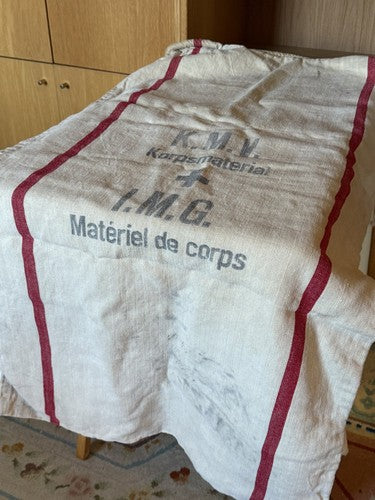 K.M.V.
Korpsmaterial
+
I.M.G.
Matériel de corps